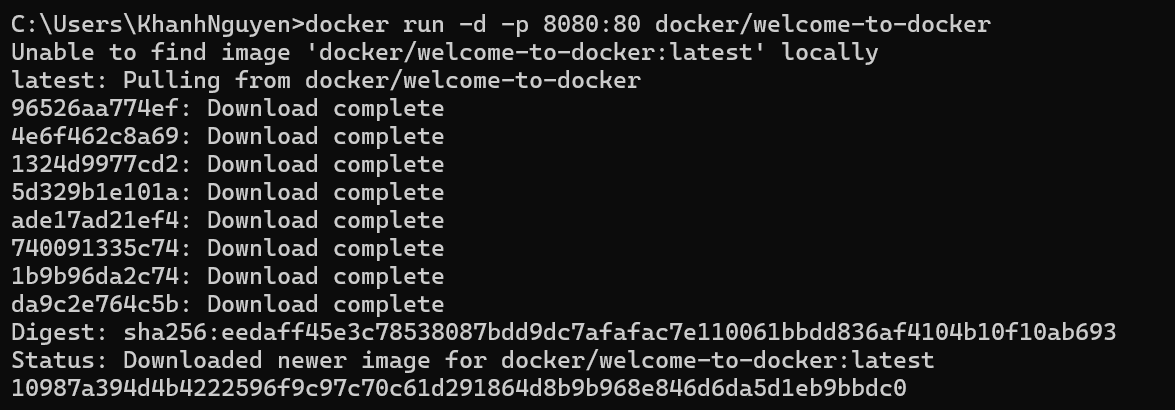 C:\Users\KhanhNguyen>docker run -d -p 8080:80 docker/welcome-to-docker
Unable to find image 'docker/welcome-to-docker:latest' locally
latest: Pulling from docker/welcome-to-docker
96526aa774ef: Download complete
4e6f462c8a69: Download complete
1324d9977cd2: Download complete
5d329b1e101a: Download complete
ade17ad21ef4: Download complete
740091335c74: Download complete
1b9b96da2c74: Download complete
da9c2e764c5b: Download complete
Digest: sha256:eedaff45e3c78538087bdd9dc7afafac7e110061bbdd836af4104b10f10ab693
Status: Downloaded newer image for docker/welcome-to-docker:latest
10987a394d4b4222596f9c97c70c61d291864d8b9b968e846d6da5d1eb9bbdc0